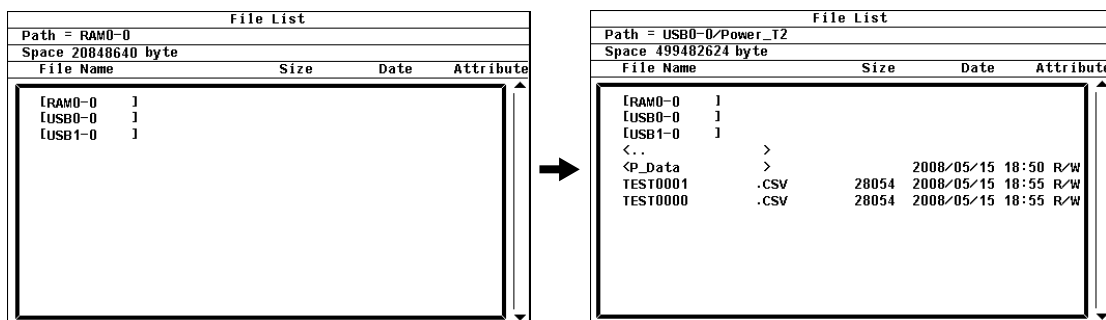 File List
Path = RAM0-0
Space 20848640 byte
File Name Size Date Attribute
[RAM0-0 ]
[USB0-0 ]
[USB1-0 ]
File List
Path = USB0-0/Power_T2
Space 499482624 byte
File Name Size Date Attribute
[RAM0-0 ]
[USB0-0 ]
[USB1-0 ]
<.. >
<P_Data > 2008/05/15 18:50 R/W
TEST0001 .CSV 28054 2008/05/15 18:55 R/W
TEST0000 .CSV 28054 2008/05/15 18:55 R/W